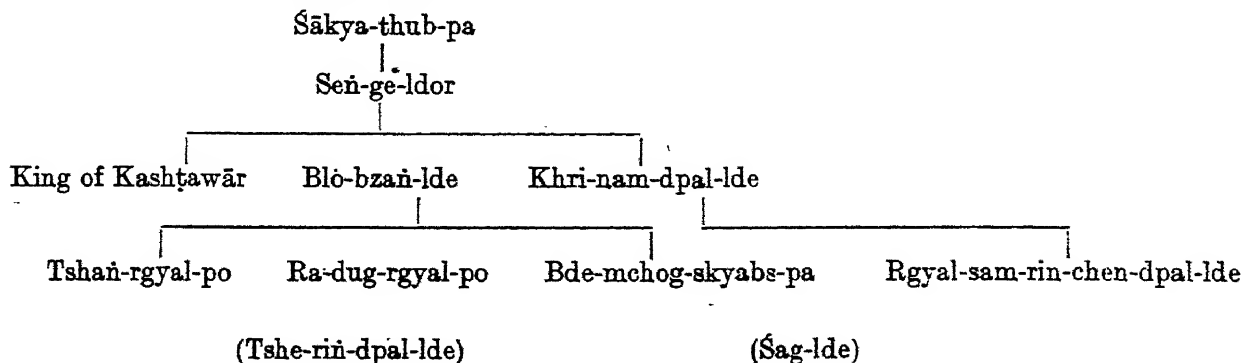 Śākya-thub-pa
Seṅ-ge-ldor
King of Kashṭawār Blo-bzaṅ-lde Khri-nam-dpal-lde
Tshaṅ-rgyal-po Ra-dug-rgyal-po Bde-mchog-skyabs-pa Rgyal-sam-rin-chen-dpal-lde
(Tshe-riṅ-dpal-lde) (Śag-lde)